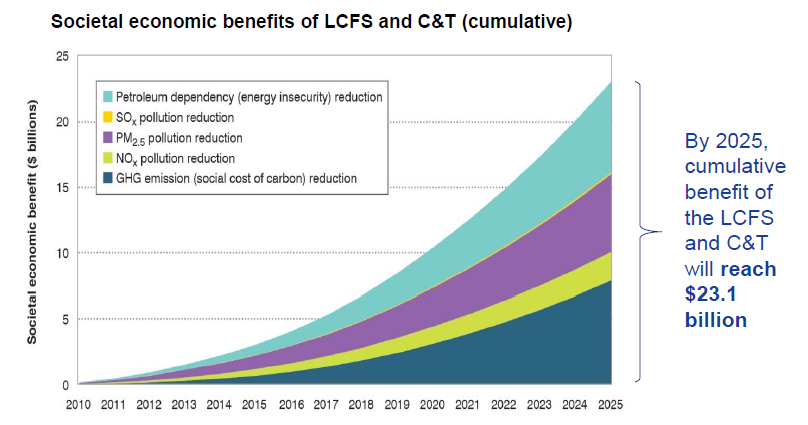 Societal economic benefits of LCFS and C&T (cumulative)
Societal economic benefit ($ billions)
25
20
15
10
5
0
Petroleum dependency (energy insecurity) reduction
SOx pollution reduction
PM2.5 pollution reduction
NOx pollution reduction
GHG emission (social cost of carbon) reduction
2010 2011 2012 2013 2014 2015 2016 2017 2018 2019 2020 2021 2022 2023 2024 2025
By 2025,
cumulative
benefit of
the LCFS
and C&T
will reach
$23.1
billion